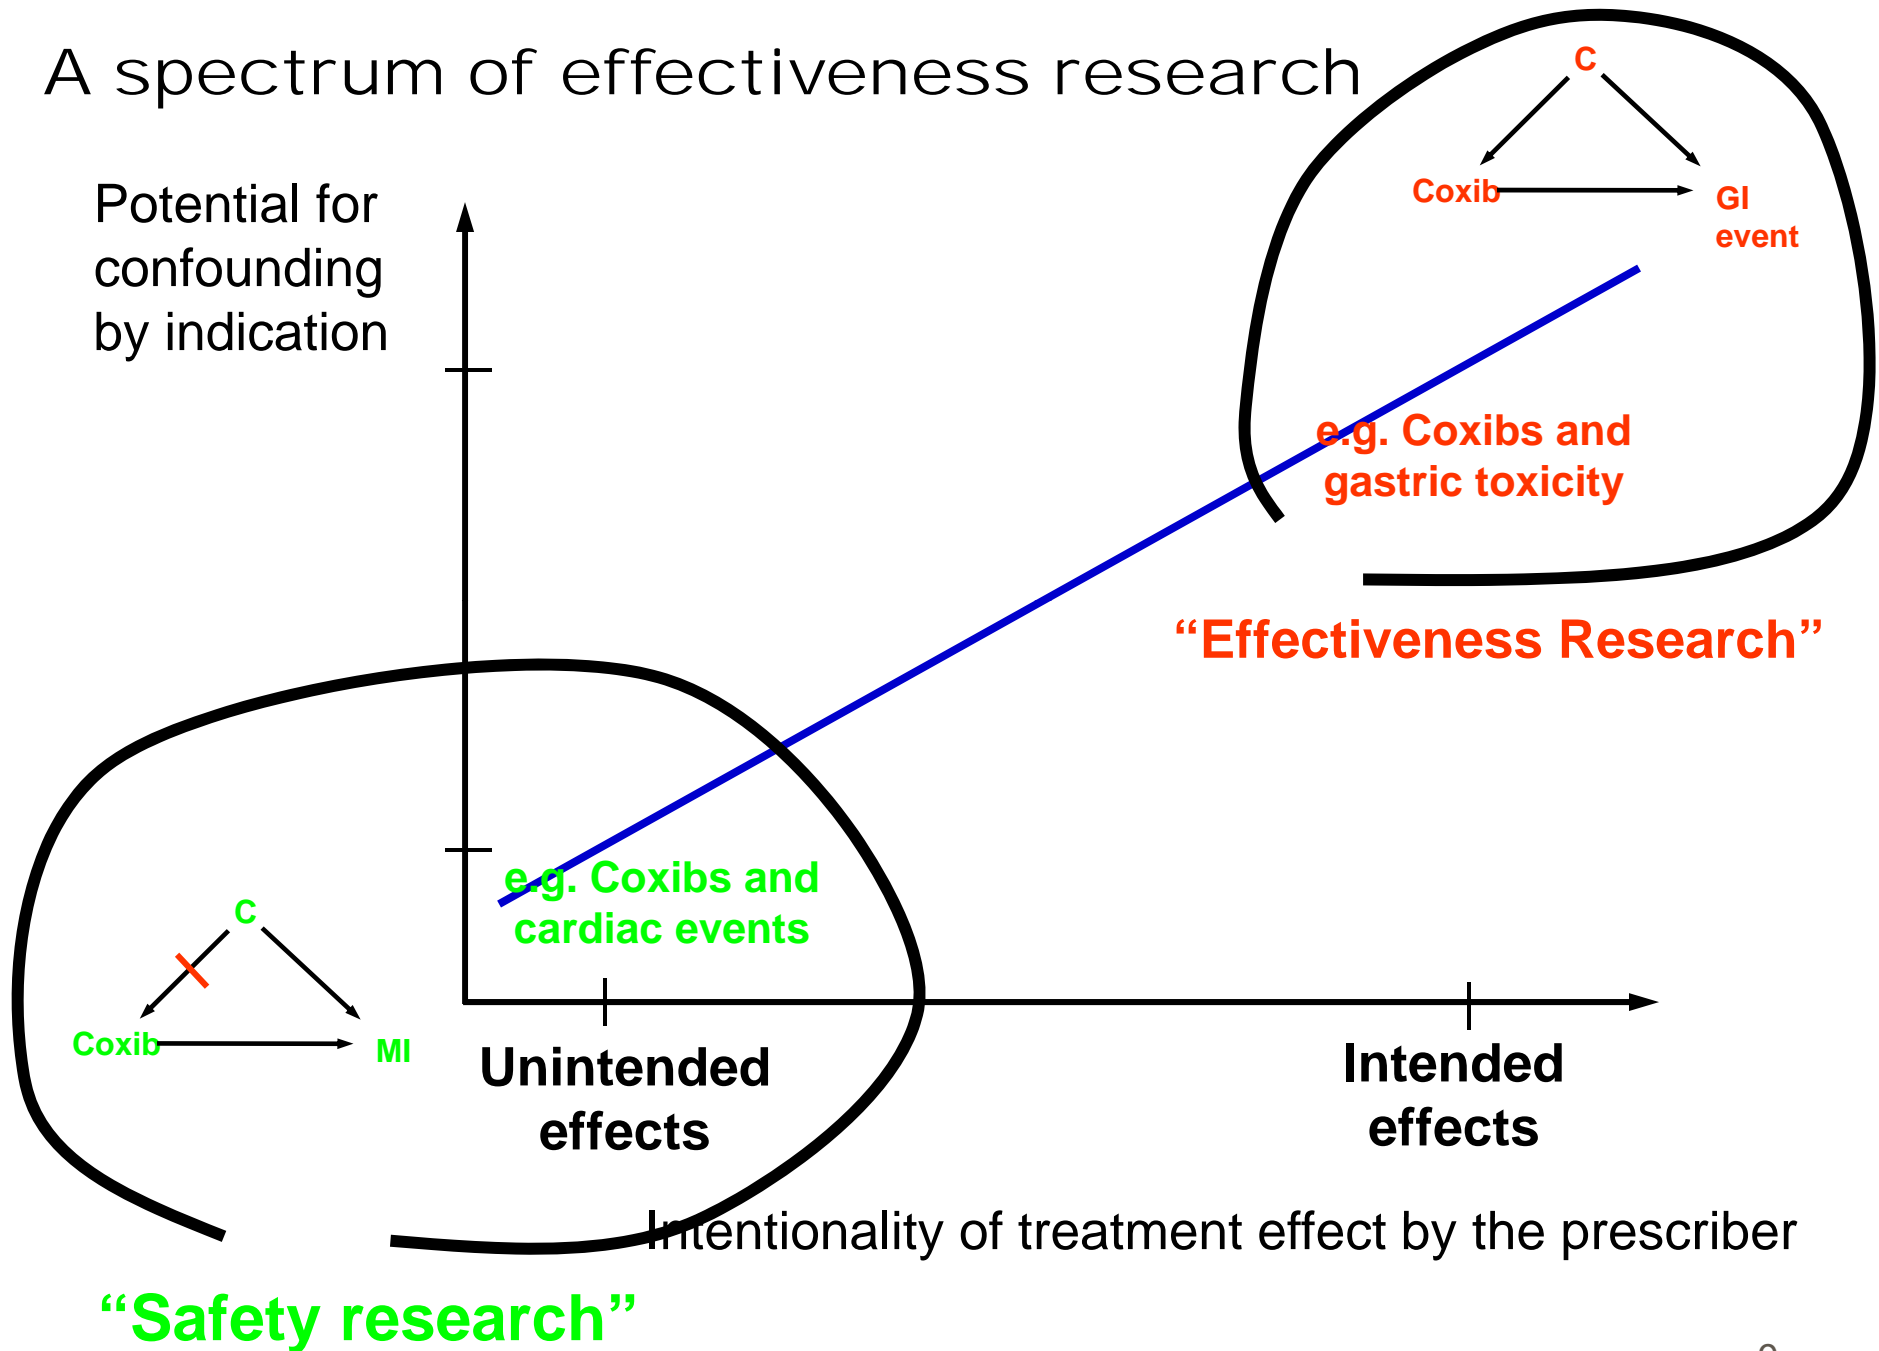 A spectrum of effectiveness research
C
Coxib
GI
event
Potential for
confounding
by indication
e.g. Coxibs and
gastric toxicity
“Effectiveness Research”
e.g. Coxibs and
cardiac events
C
Coxib
MI
Unintended
effects
Intended
effects
Intentionality of treatment effect by the prescriber
“Safety research”